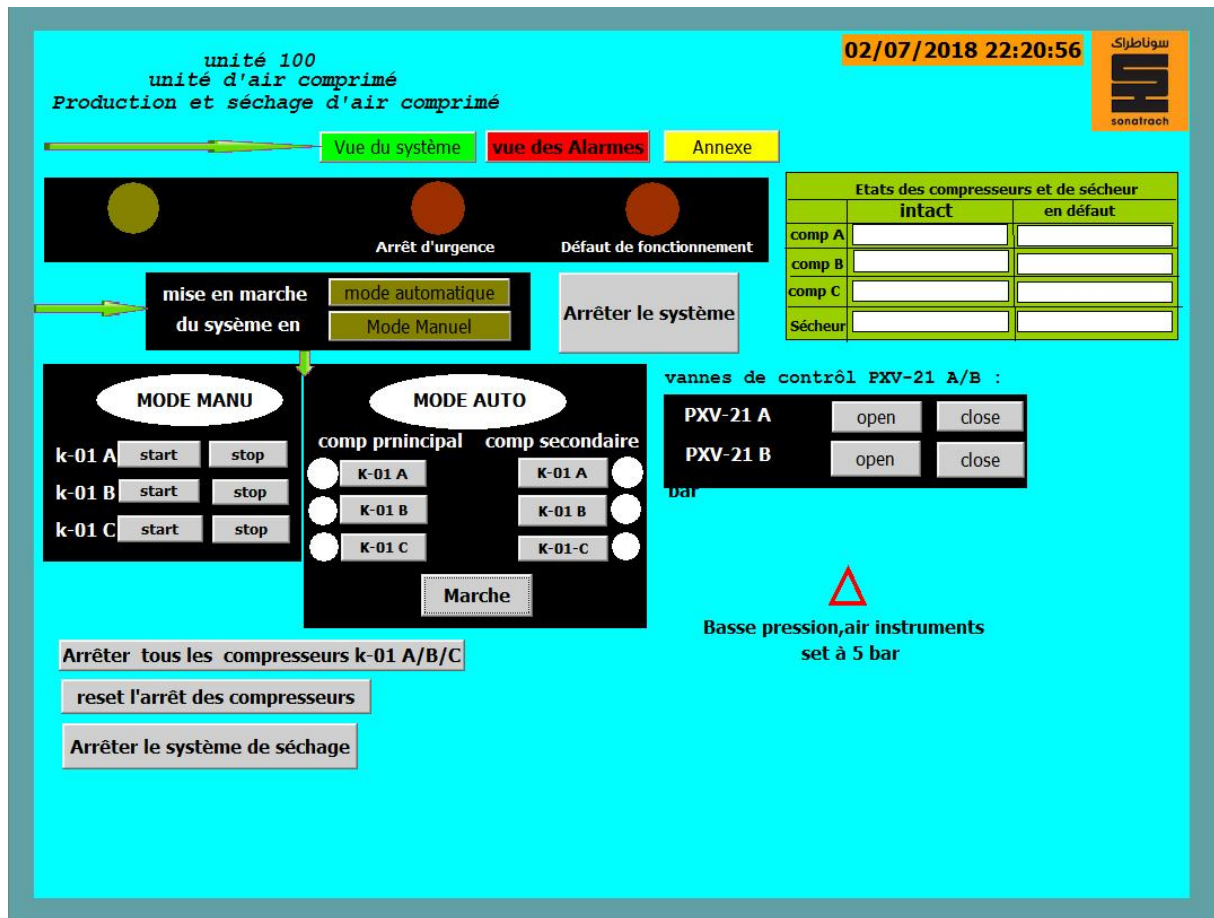 unité 100
unité d'air comprimé
Production et séchage d'air comprimé
02/07/2018 22:20:56
سوناطراك
sonatrach
Vue du système
vue des Alarmes
Annexe
Arrêt d'urgence
Défaut de fonctionnement
Etats des compresseurs et de sécheur
intact
en défaut
comp A
comp B
comp C
Sécheur
mise en marche
du sysème en
mode automatique
Mode Manuel
Arrêter le système
MODE MANU
k-01 A start stop
k-01 B start stop
k-01 C start stop
MODE AUTO
comp prnincipal comp secondaire
K-01 A K-01 A
K-01 B K-01 B
K-01 C K-01-C
Marche
vannes de contrôl PXV-21 A/B :
PXV-21 A open close
PXV-21 B open close
bar
Basse pression,air instruments
set à 5 bar
Arrêter tous les compresseurs k-01 A/B/C
reset l'arrêt des compresseurs
Arrêter le système de séchage